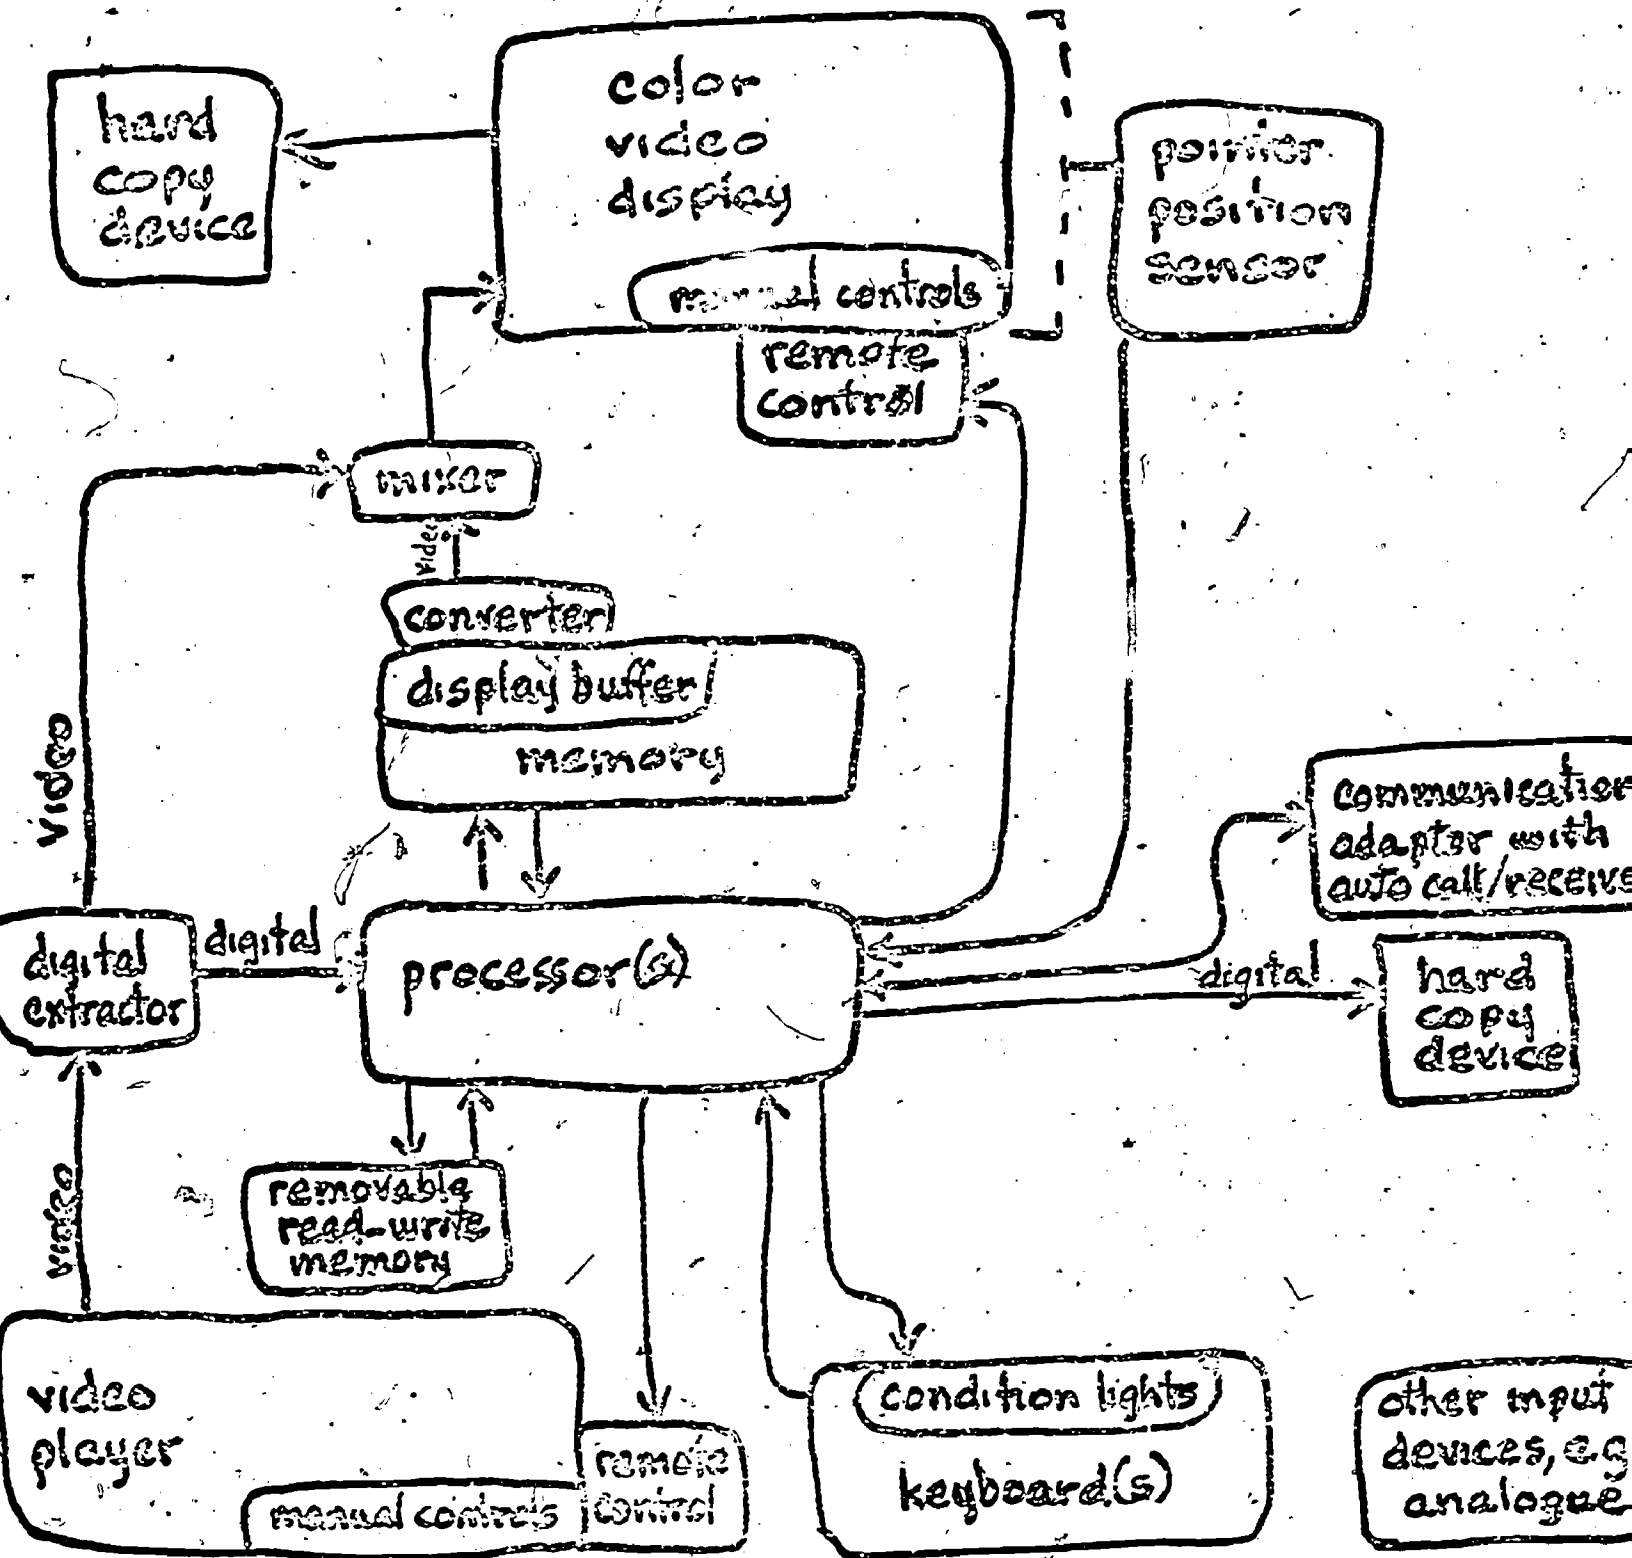 color
video
display
manual controls
remote
control
hard
copy
device
pointer
position
sensor
mixer
video
converter
display buffer
memory
video
communication
adapter with
auto call/receive
digital
extractor
digital
processor(s)
digital
hard
copy
device
video
removable
read-write
memory
video
player
manual controls
remote
control
condition lights
keyboard(s)
other input
devices, e.g
analogue